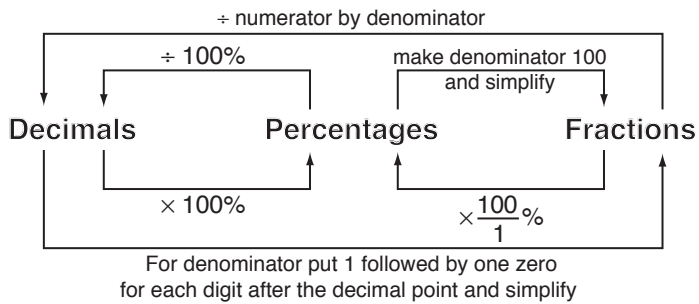 ÷ numerator by denominator
÷ 100%
make denominator 100
and simplify
Decimals
Percentages
Fractions
× 100%
× 100/1 %
For denominator put 1 followed by one zero
for each digit after the decimal point and simplify